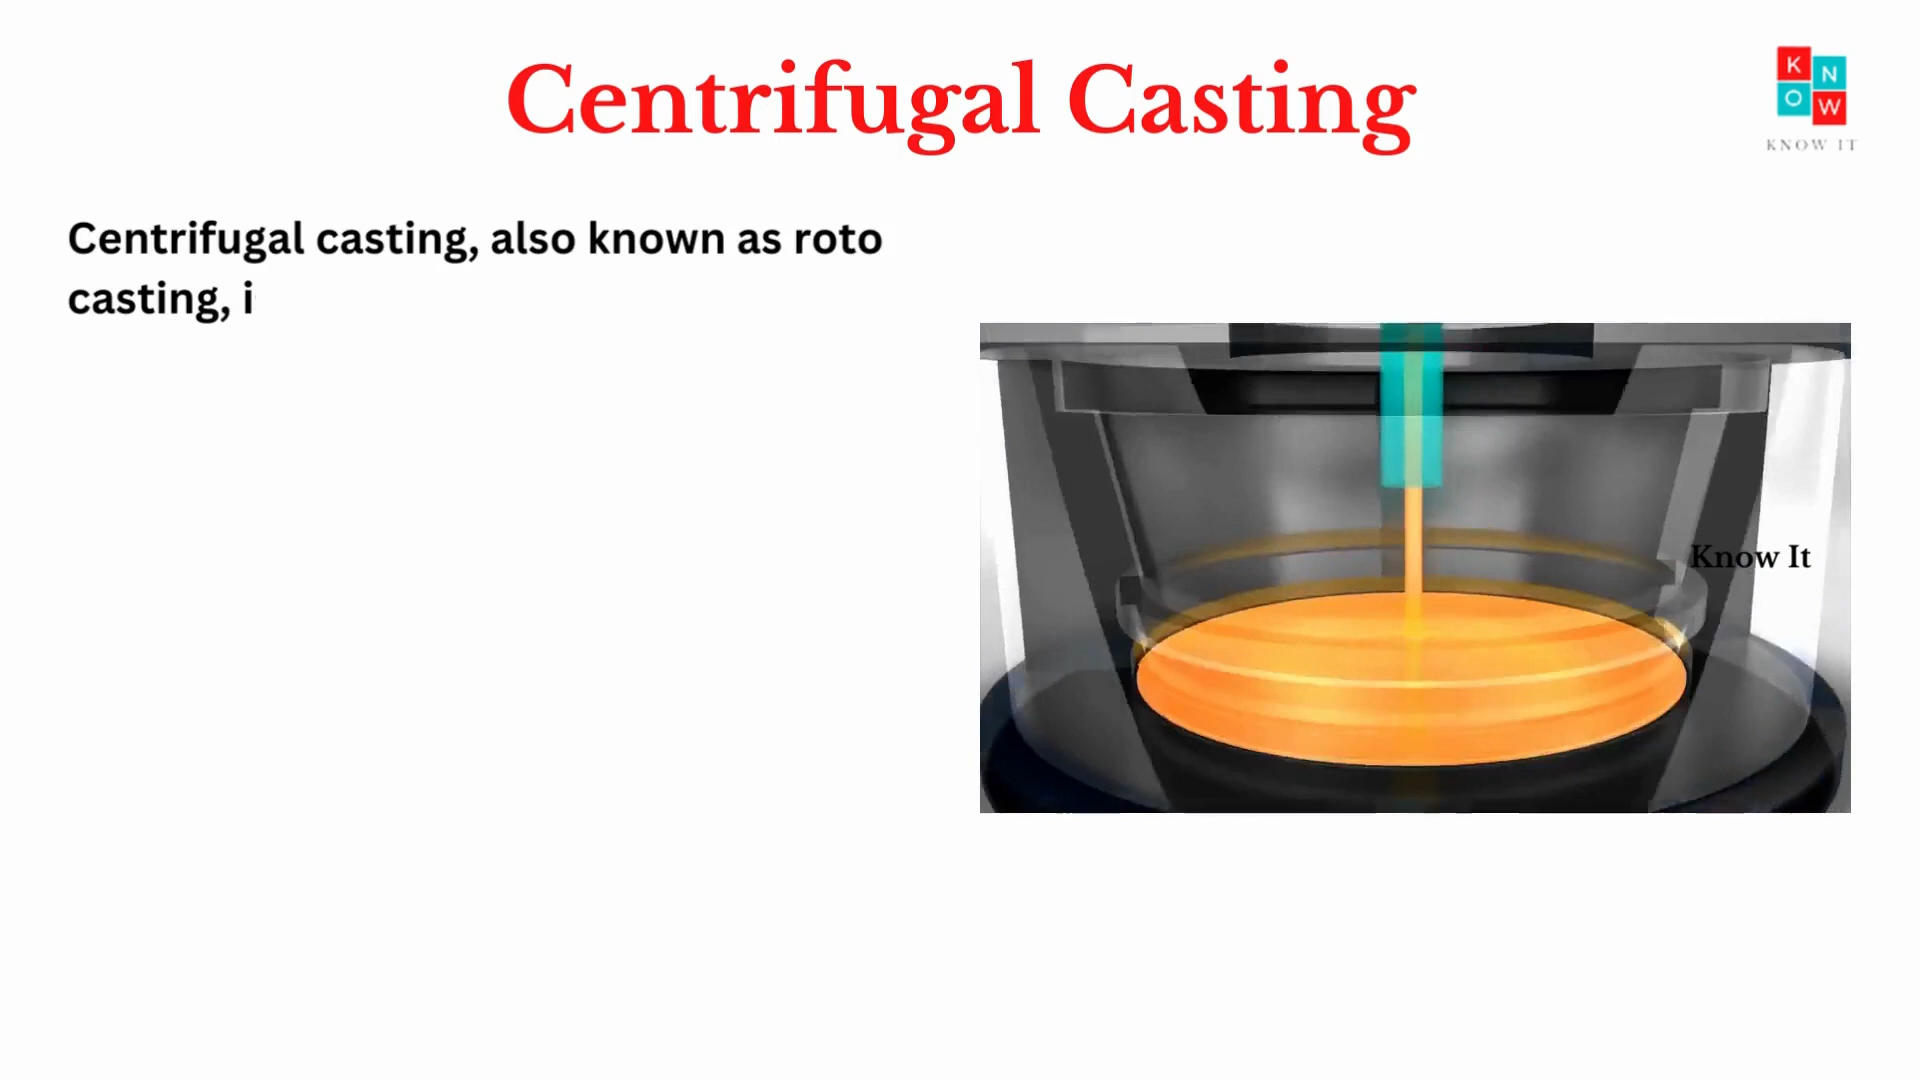 Centrifugal Casting
K N
O W
KNOW IT
Centrifugal casting, also known as roto
casting, i
Know It